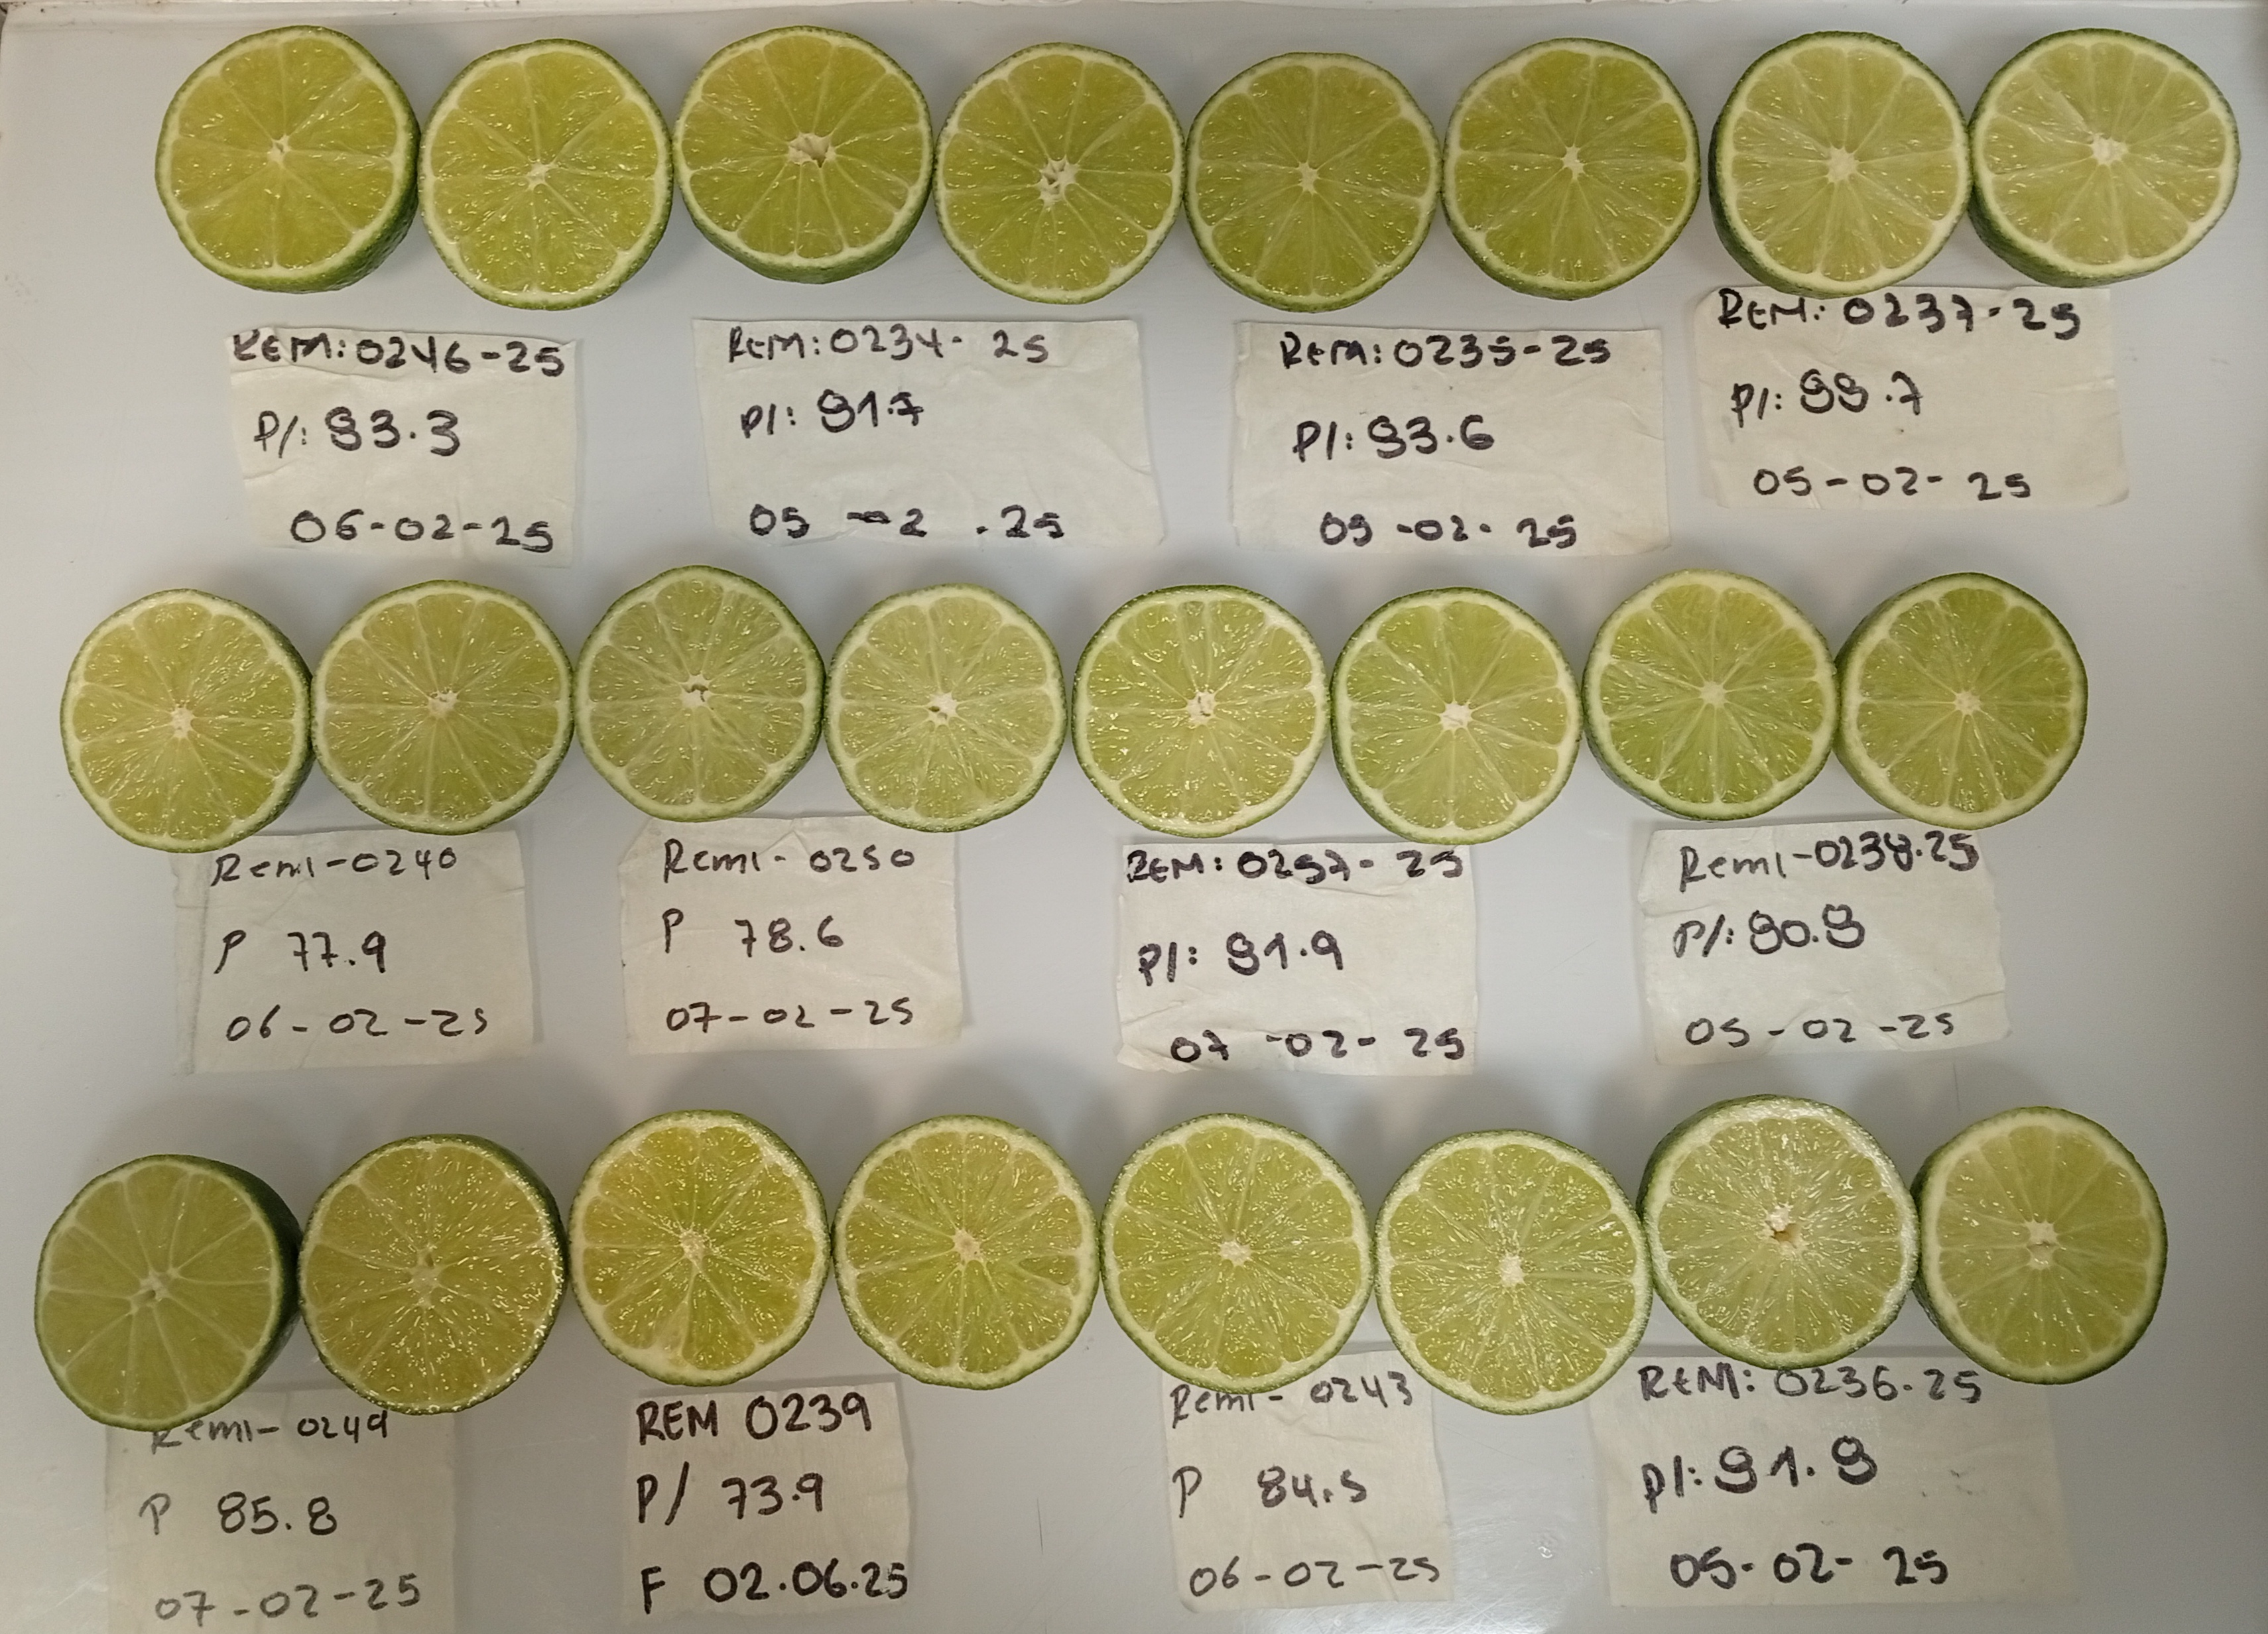 REM: 0246-25
P/: 93.3
06-02-25
REM: 0234- 25
P/: 91.7
05 -02 .25
REM: 0235-25
P/: 93.6
05 -02- 25
REM: 0237-25
P/: 99.7
05-02- 25
Remi-0240
P 77.9
06-02-25
Remi- 0250
P 78.6
07-02-25
REM: 0257- 25
P/: 91.9
07 -02- 25
Remi-0238.25
P/: 90.9
05-02-25
Remi- 0249
P 85.8
07-02-25
REM 0239
P/ 73.9
F 02.06.25
Remi- 0243
P 84.5
06-02-25
REM: 0236.25
P/: 91.9
05-02- 25